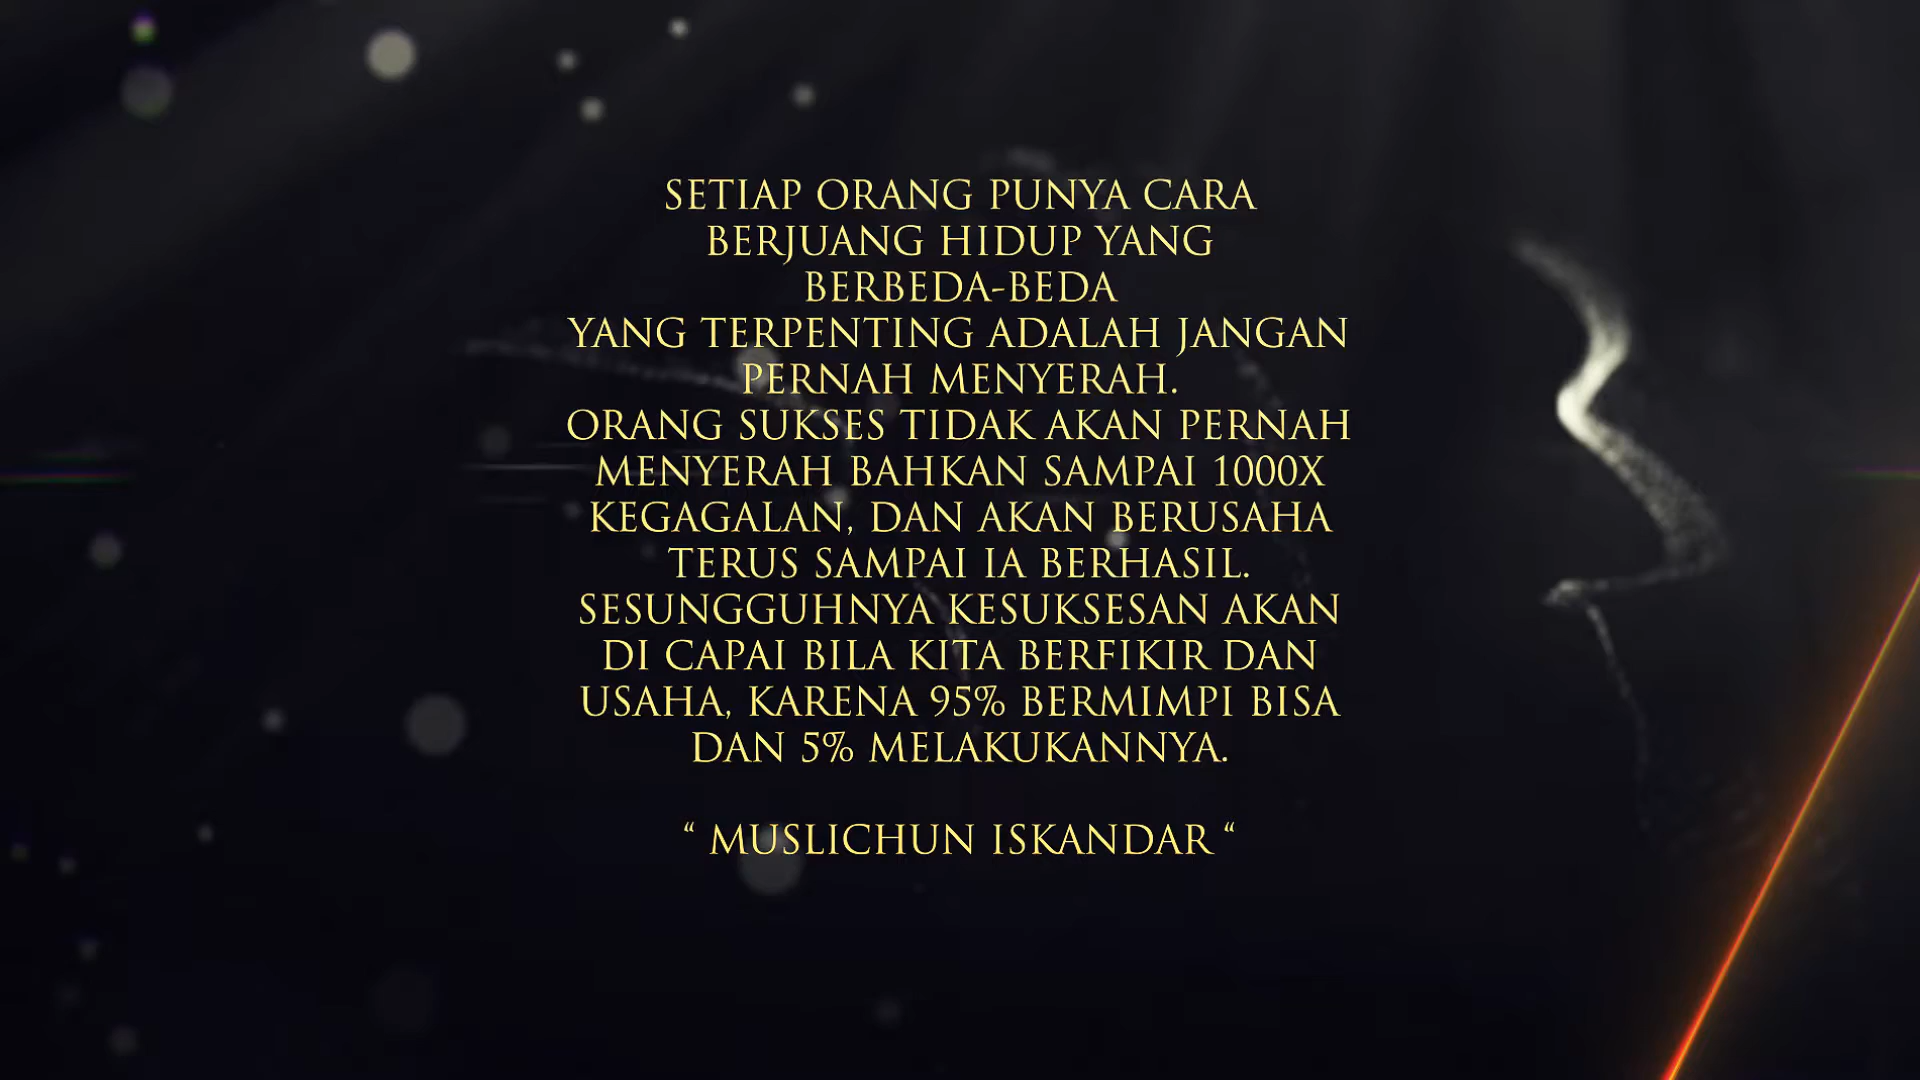 SETIAP ORANG PUNYA CARA
BERJUANG HIDUP YANG
BERBEDA-BEDA
YANG TERPENTING ADALAH JANGAN
PERNAH MENYERAH.
ORANG SUKSES TIDAK AKAN PERNAH
MENYERAH BAHKAN SAMPAI 1000X
KEGAGALAN, DAN AKAN BERUSAHA
TERUS SAMPAI IA BERHASIL.
SESUNGGUHNYA KESUKSESAN AKAN
DI CAPAI BILA KITA BERFIKIR DAN
USAHA, KARENA 95% BERMIMPI BISA
DAN 5% MELAKUKANNYA.
“ MUSLICHUN ISKANDAR “